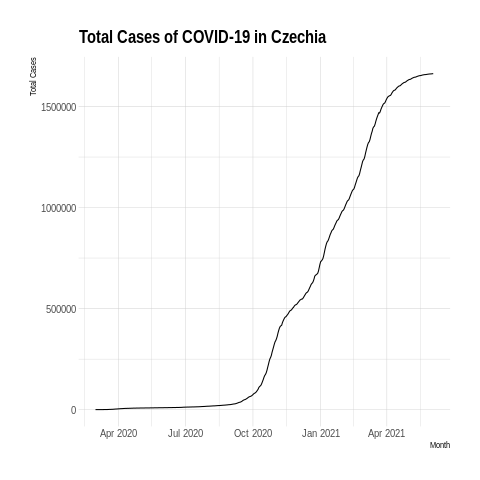 Total Cases of COVID-19 in Czechia
Total Cases
1500000
1000000
500000
0
Apr 2020 Jul 2020 Oct 2020 Jan 2021 Apr 2021
Month